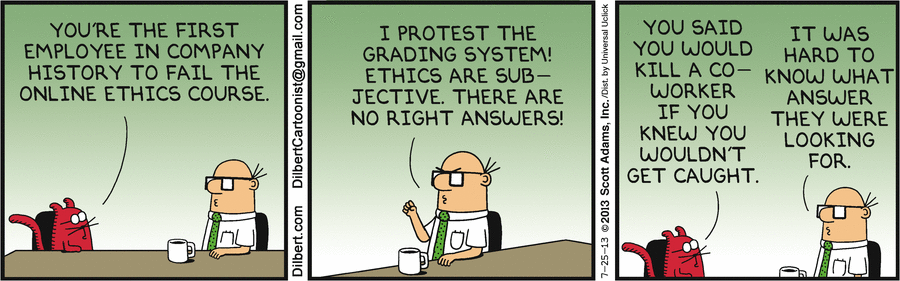 YOU'RE THE FIRST
EMPLOYEE IN COMPANY
HISTORY TO FAIL THE
ONLINE ETHICS COURSE.
Dilbert.com DilbertCartoonist@gmail.com
I PROTEST THE
GRADING SYSTEM!
ETHICS ARE SUB-
JECTIVE. THERE ARE
NO RIGHT ANSWERS!
7-25-13 © 2013 Scott Adams, Inc. /Dist. by Universal Uclick
YOU SAID
YOU WOULD
KILL A CO-
WORKER
IF YOU
KNEW YOU
WOULDN'T
GET CAUGHT.
IT WAS
HARD TO
KNOW WHAT
ANSWER
THEY WERE
LOOKING
FOR.